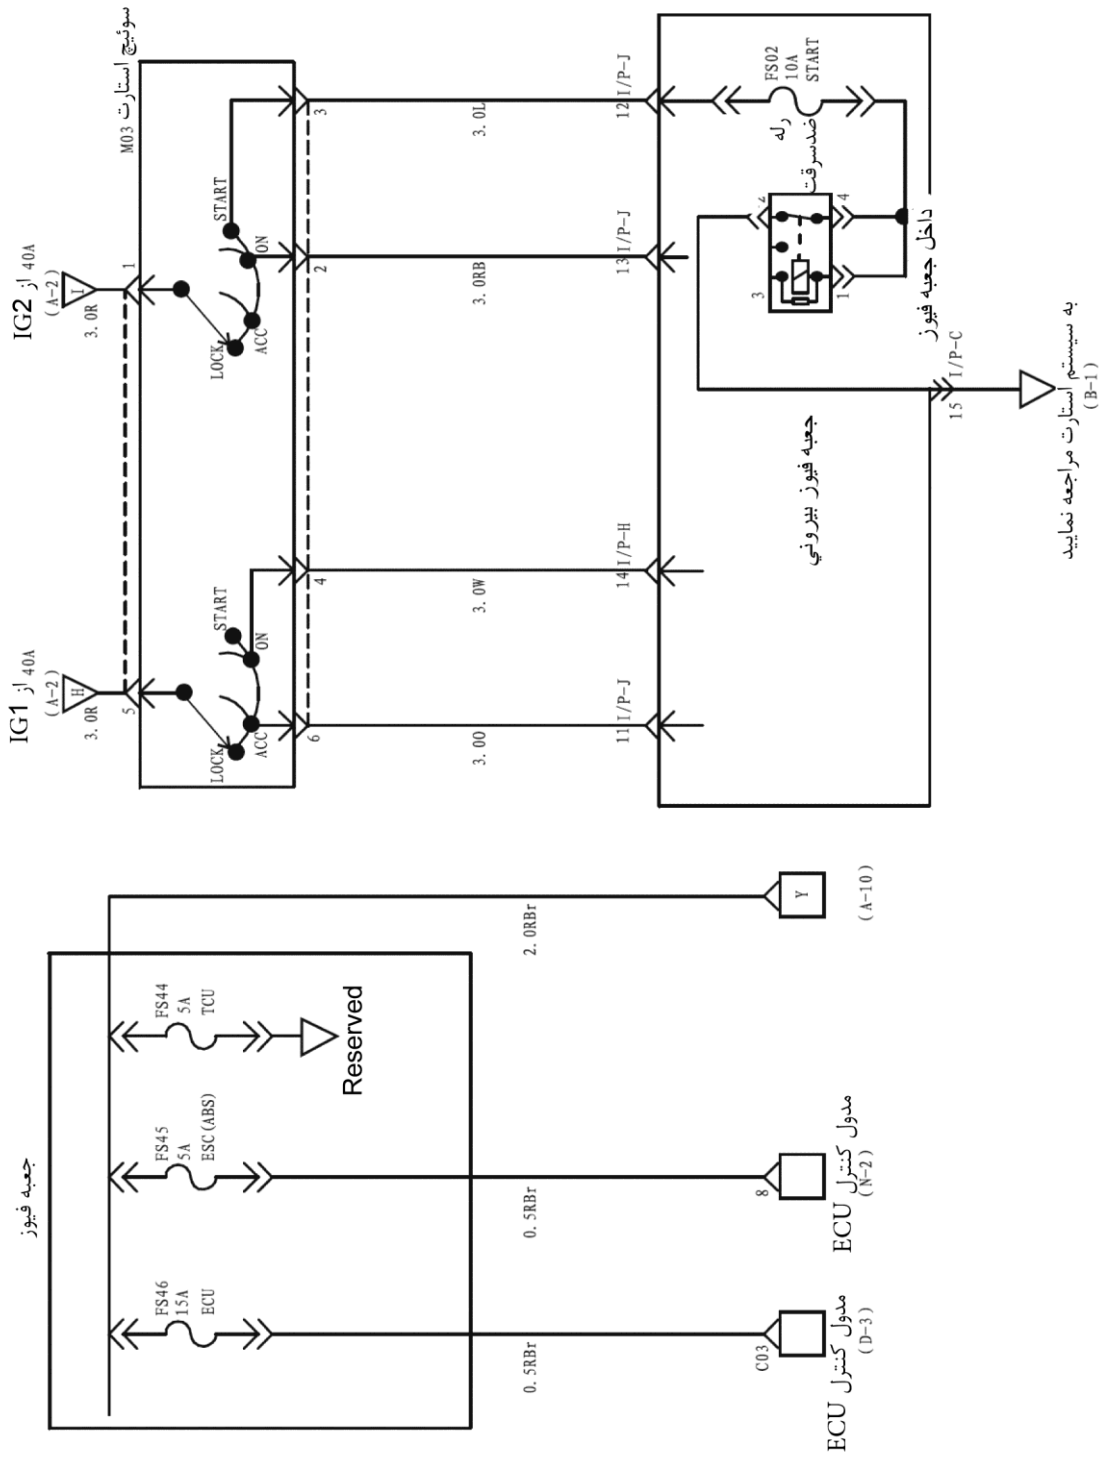 جعبه فیوز
FS46
15A
ECU
FS45
5A
ESC(ABS)
FS44
5A
TCU
Reserved
0.5RBr
0.5RBr
2.0RBr
C03
8
Y
مدول کنترل ECU
(D-3)
مدول کنترل ECU
(N-2)
(A-10)
IG1 از 40A
(A-2)
H
3.0R
5
IG2 از 40A
(A-2)
I
3.0R
1
سوئیچ استارت M03
LOCK
ACC
ON
START
LOCK
ACC
ON
START
6
4
2
3
3.0O
3.0W
3.0RB
3.0L
11 I/P-J
14 I/P-H
13 I/P-J
12 I/P-J
جعبه فیوز بیروني
FS02
10A
START
رله
ضدسرقت
3
2
1
4
داخل جعبه فیوز
15 I/P-C
به سیستم استارت مراجعه نمایید
(B-1)